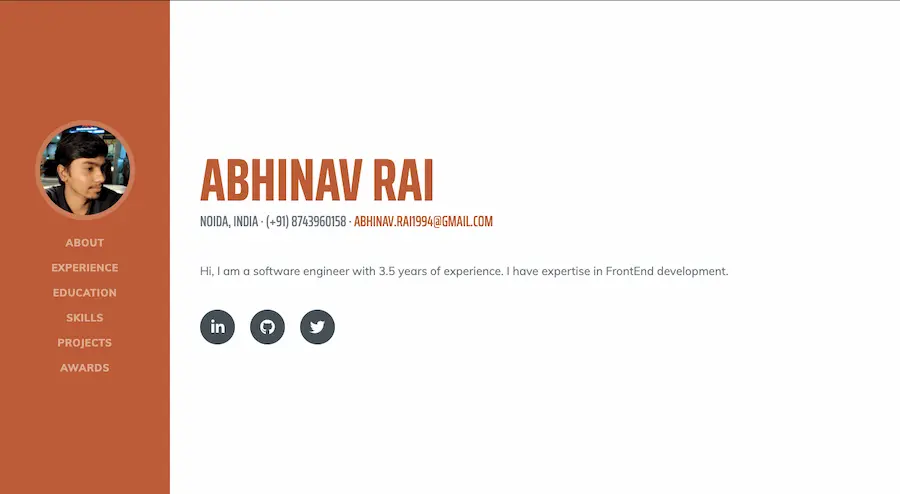 ABOUT
EXPERIENCE
EDUCATION
SKILLS
PROJECTS
AWARDS
ABHINAV RAI
NOIDA, INDIA · (+91) 8743960158 · ABHINAV.RAI1994@GMAIL.COM
Hi, I am a software engineer with 3.5 years of experience. I have expertise in FrontEnd development.
in